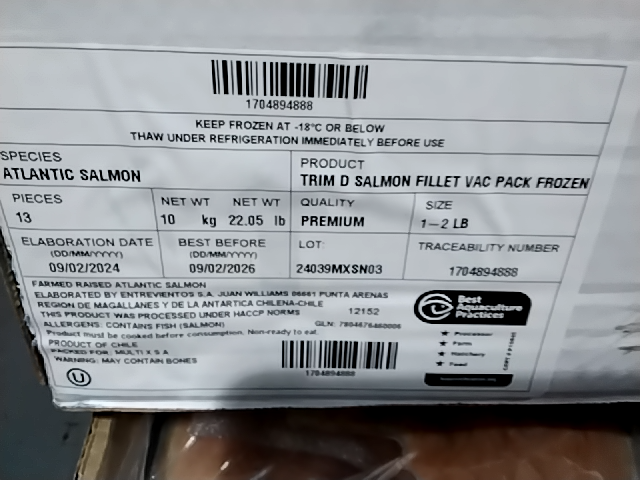 1704894888
KEEP FROZEN AT -18°C OR BELOW
THAW UNDER REFRIGERATION IMMEDIATELY BEFORE USE
SPECIES
ATLANTIC SALMON
PRODUCT
TRIM D SALMON FILLET VAC PACK FROZEN
PIECES
13
NET WT NET WT
10 kg 22.05 lb
QUALITY
PREMIUM
SIZE
1-2 LB
ELABORATION DATE
(DD/MM/YYYY)
09/02/2024
BEST BEFORE
(DD/MM/YYYY)
09/02/2026
LOT:
24039MXSN03
TRACEABILITY NUMBER
1704894888
FARMED RAISED ATLANTIC SALMON
ELABORATED BY ENTREVIENTOS S.A. JUAN WILLIAMS 06661 PUNTA ARENAS
REGION DE MAGALLANES Y DE LA ANTARTICA CHILENA-CHILE
THIS PRODUCT WAS PROCESSED UNDER HACCP NORMS 12152
ALLERGENS: CONTAINS FISH (SALMON) GLN: 7804676460006
Product must be cooked before consumption. Non-ready to eat.
PRODUCT OF CHILE
PACKED FOR: MULTI X S.A
WARNING: MAY CONTAIN BONES
U
1704894888
Best
Aquaculture
Practices
★ Processor
★ Farm
★ Hatchery
★ Feed